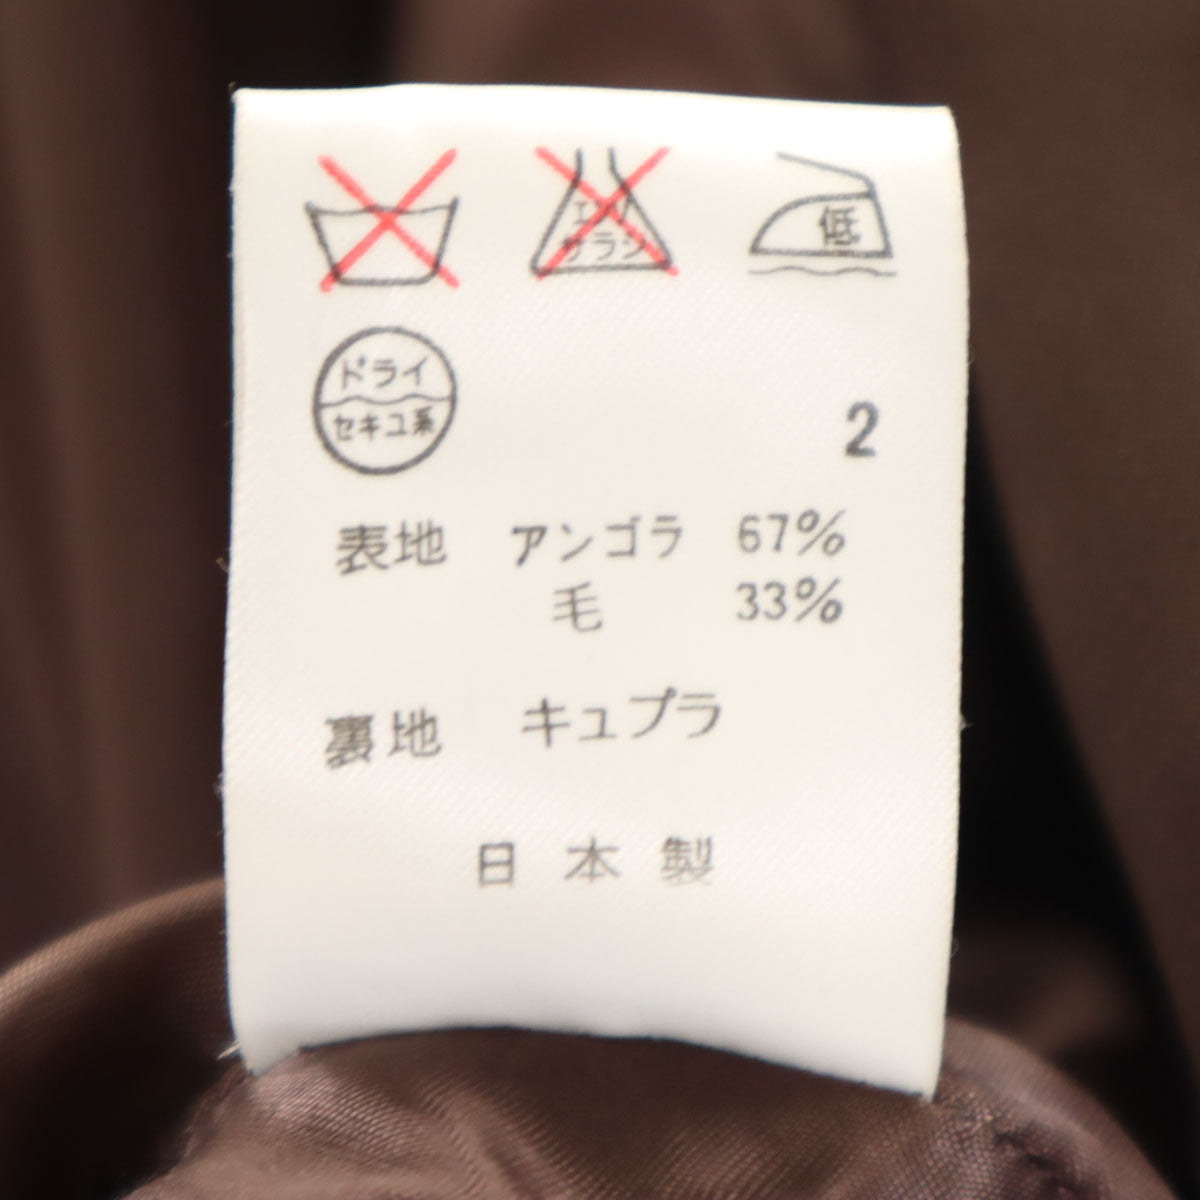 エンソ
サラシ
低
ドライ
セキユ系
2
表地 アンゴラ 67%
毛 33%
裏地 キュプラ
日本製